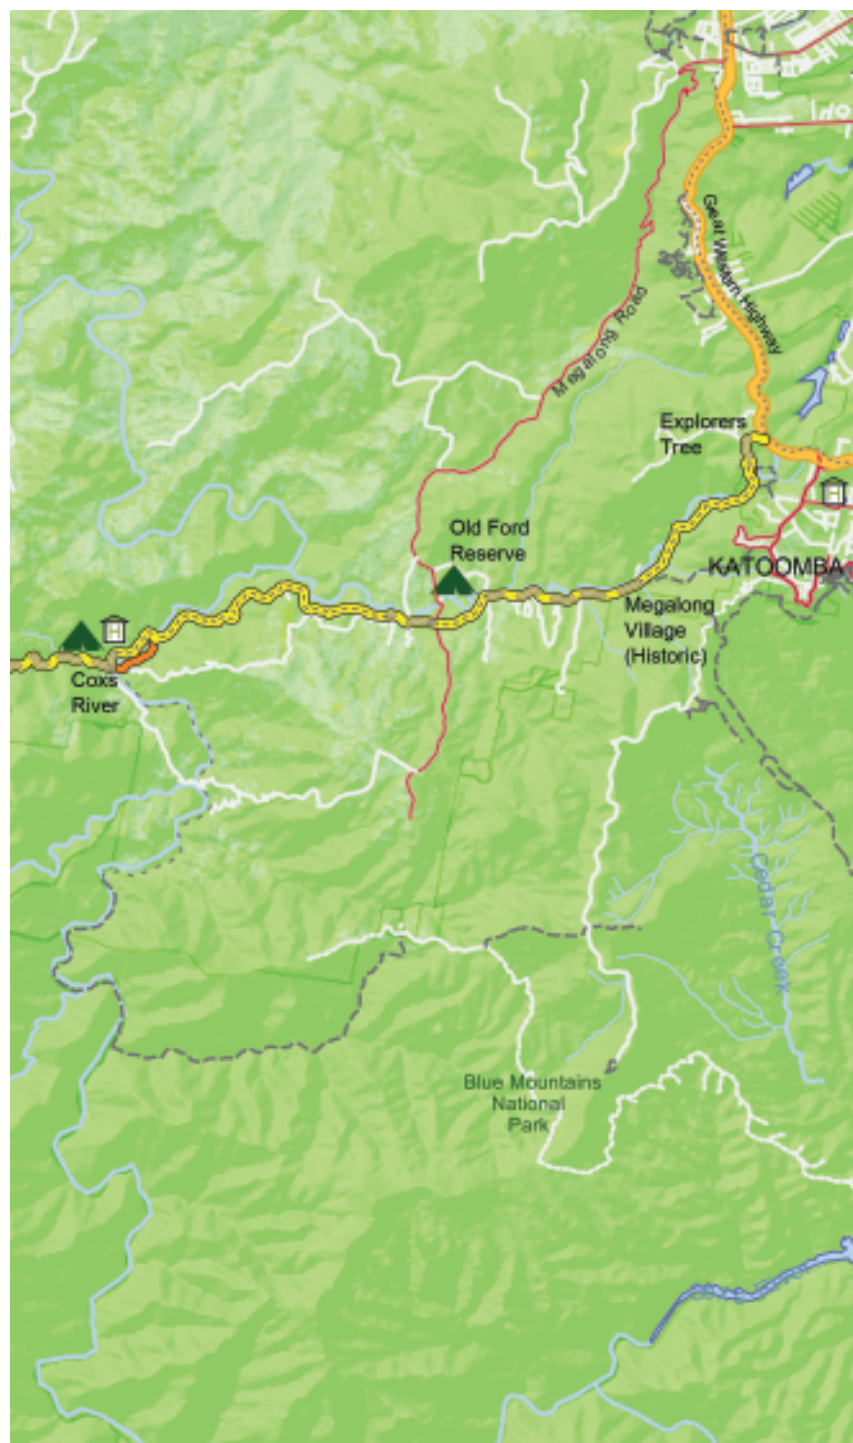 Great Western Highway
Megalong Road
Explorers
Tree
Old Ford
Reserve
KATOOMBA
Megalong
Village
(Historic)
H
H
Coxs
River
Cedar Creek
Blue Mountains
National
Park